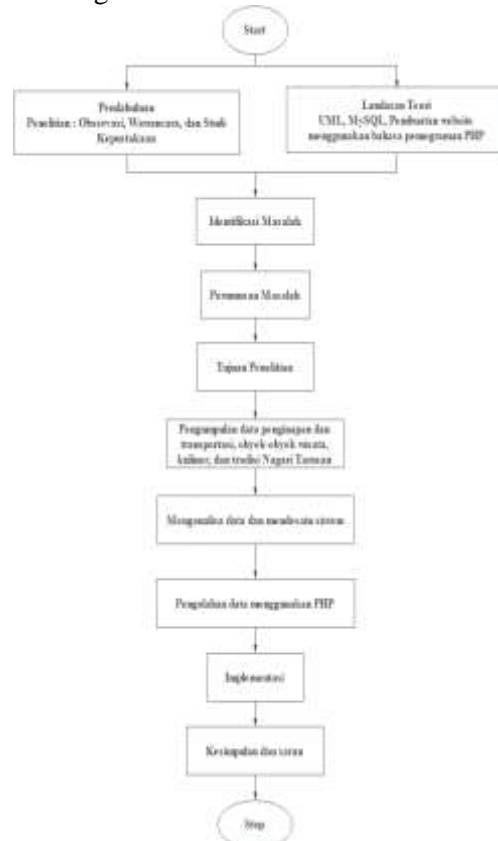 Start
Pendahuluan
Penelitian : Observasi, Wawancara, dan Studi
Kepustakaan
Landasan Teori
UML, MySQL, Pembuatan website
menggunakan bahasa pemograman PHP
Identifikasi Masalah
Perumusan Masalah
Tujuan Penelitian
Pengumpulan data penginapan dan
transportasi, obyek-obyek wisata,
kuliner, dan tradisi Nagari
Menganalisa data dan mendesain sistem
Pengolahan data menggunakan PHP
Implementasi
Kesimpulan dan saran
Stop